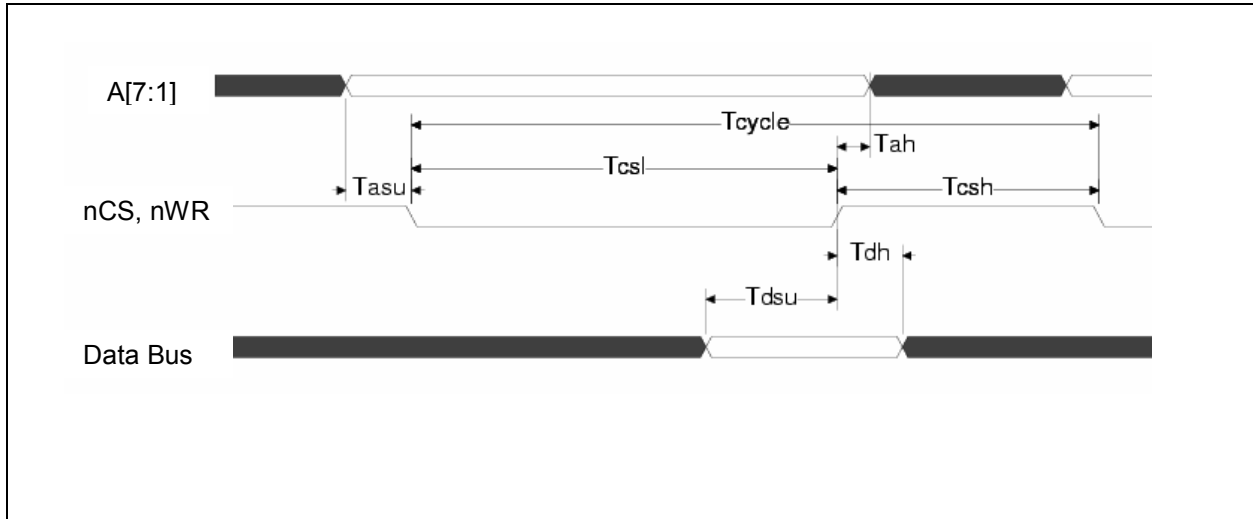 A[7:1]
Tcycle
Tah
Tcsl
Tasu
Tcsh
nCS, nWR
Tdh
Tdsu
Data Bus